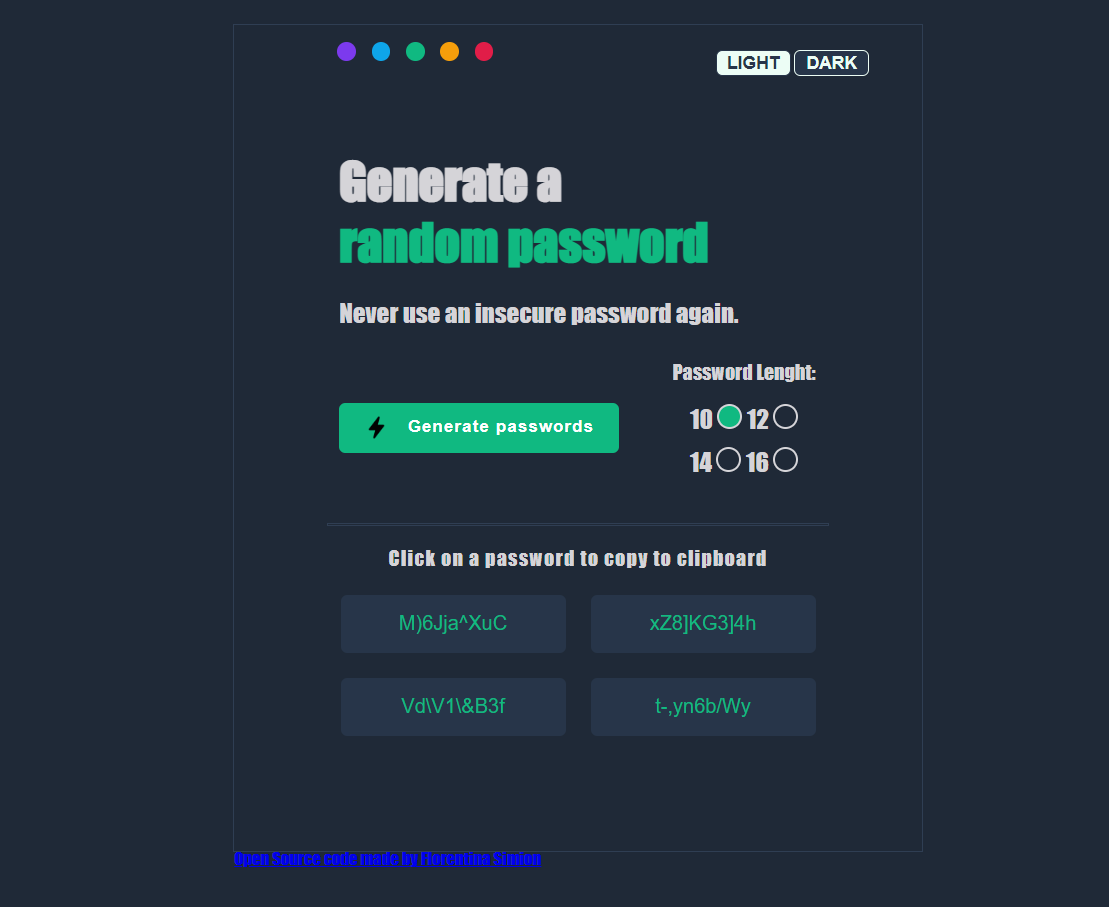 LIGHT DARK
Generate a
random password
Never use an insecure password again.
Password Lenght:
Generate passwords
10 12
14 16
Click on a password to copy to clipboard
M)6Jja^XuC xZ8]KG3]4h
Vd\V1\&B3f t-,yn6b/Wy
Open Source code made by Florentina Simion